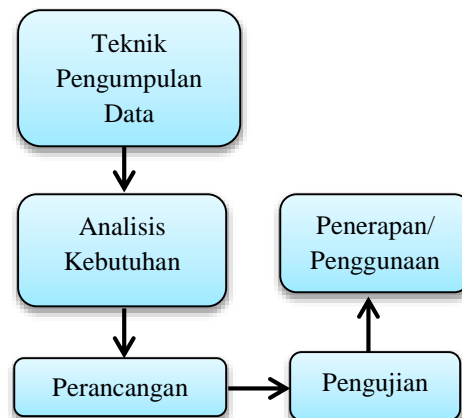 Teknik
Pengumpulan
Data
Analisis
Kebutuhan
Perancangan
Pengujian
Penerapan/
Penggunaan